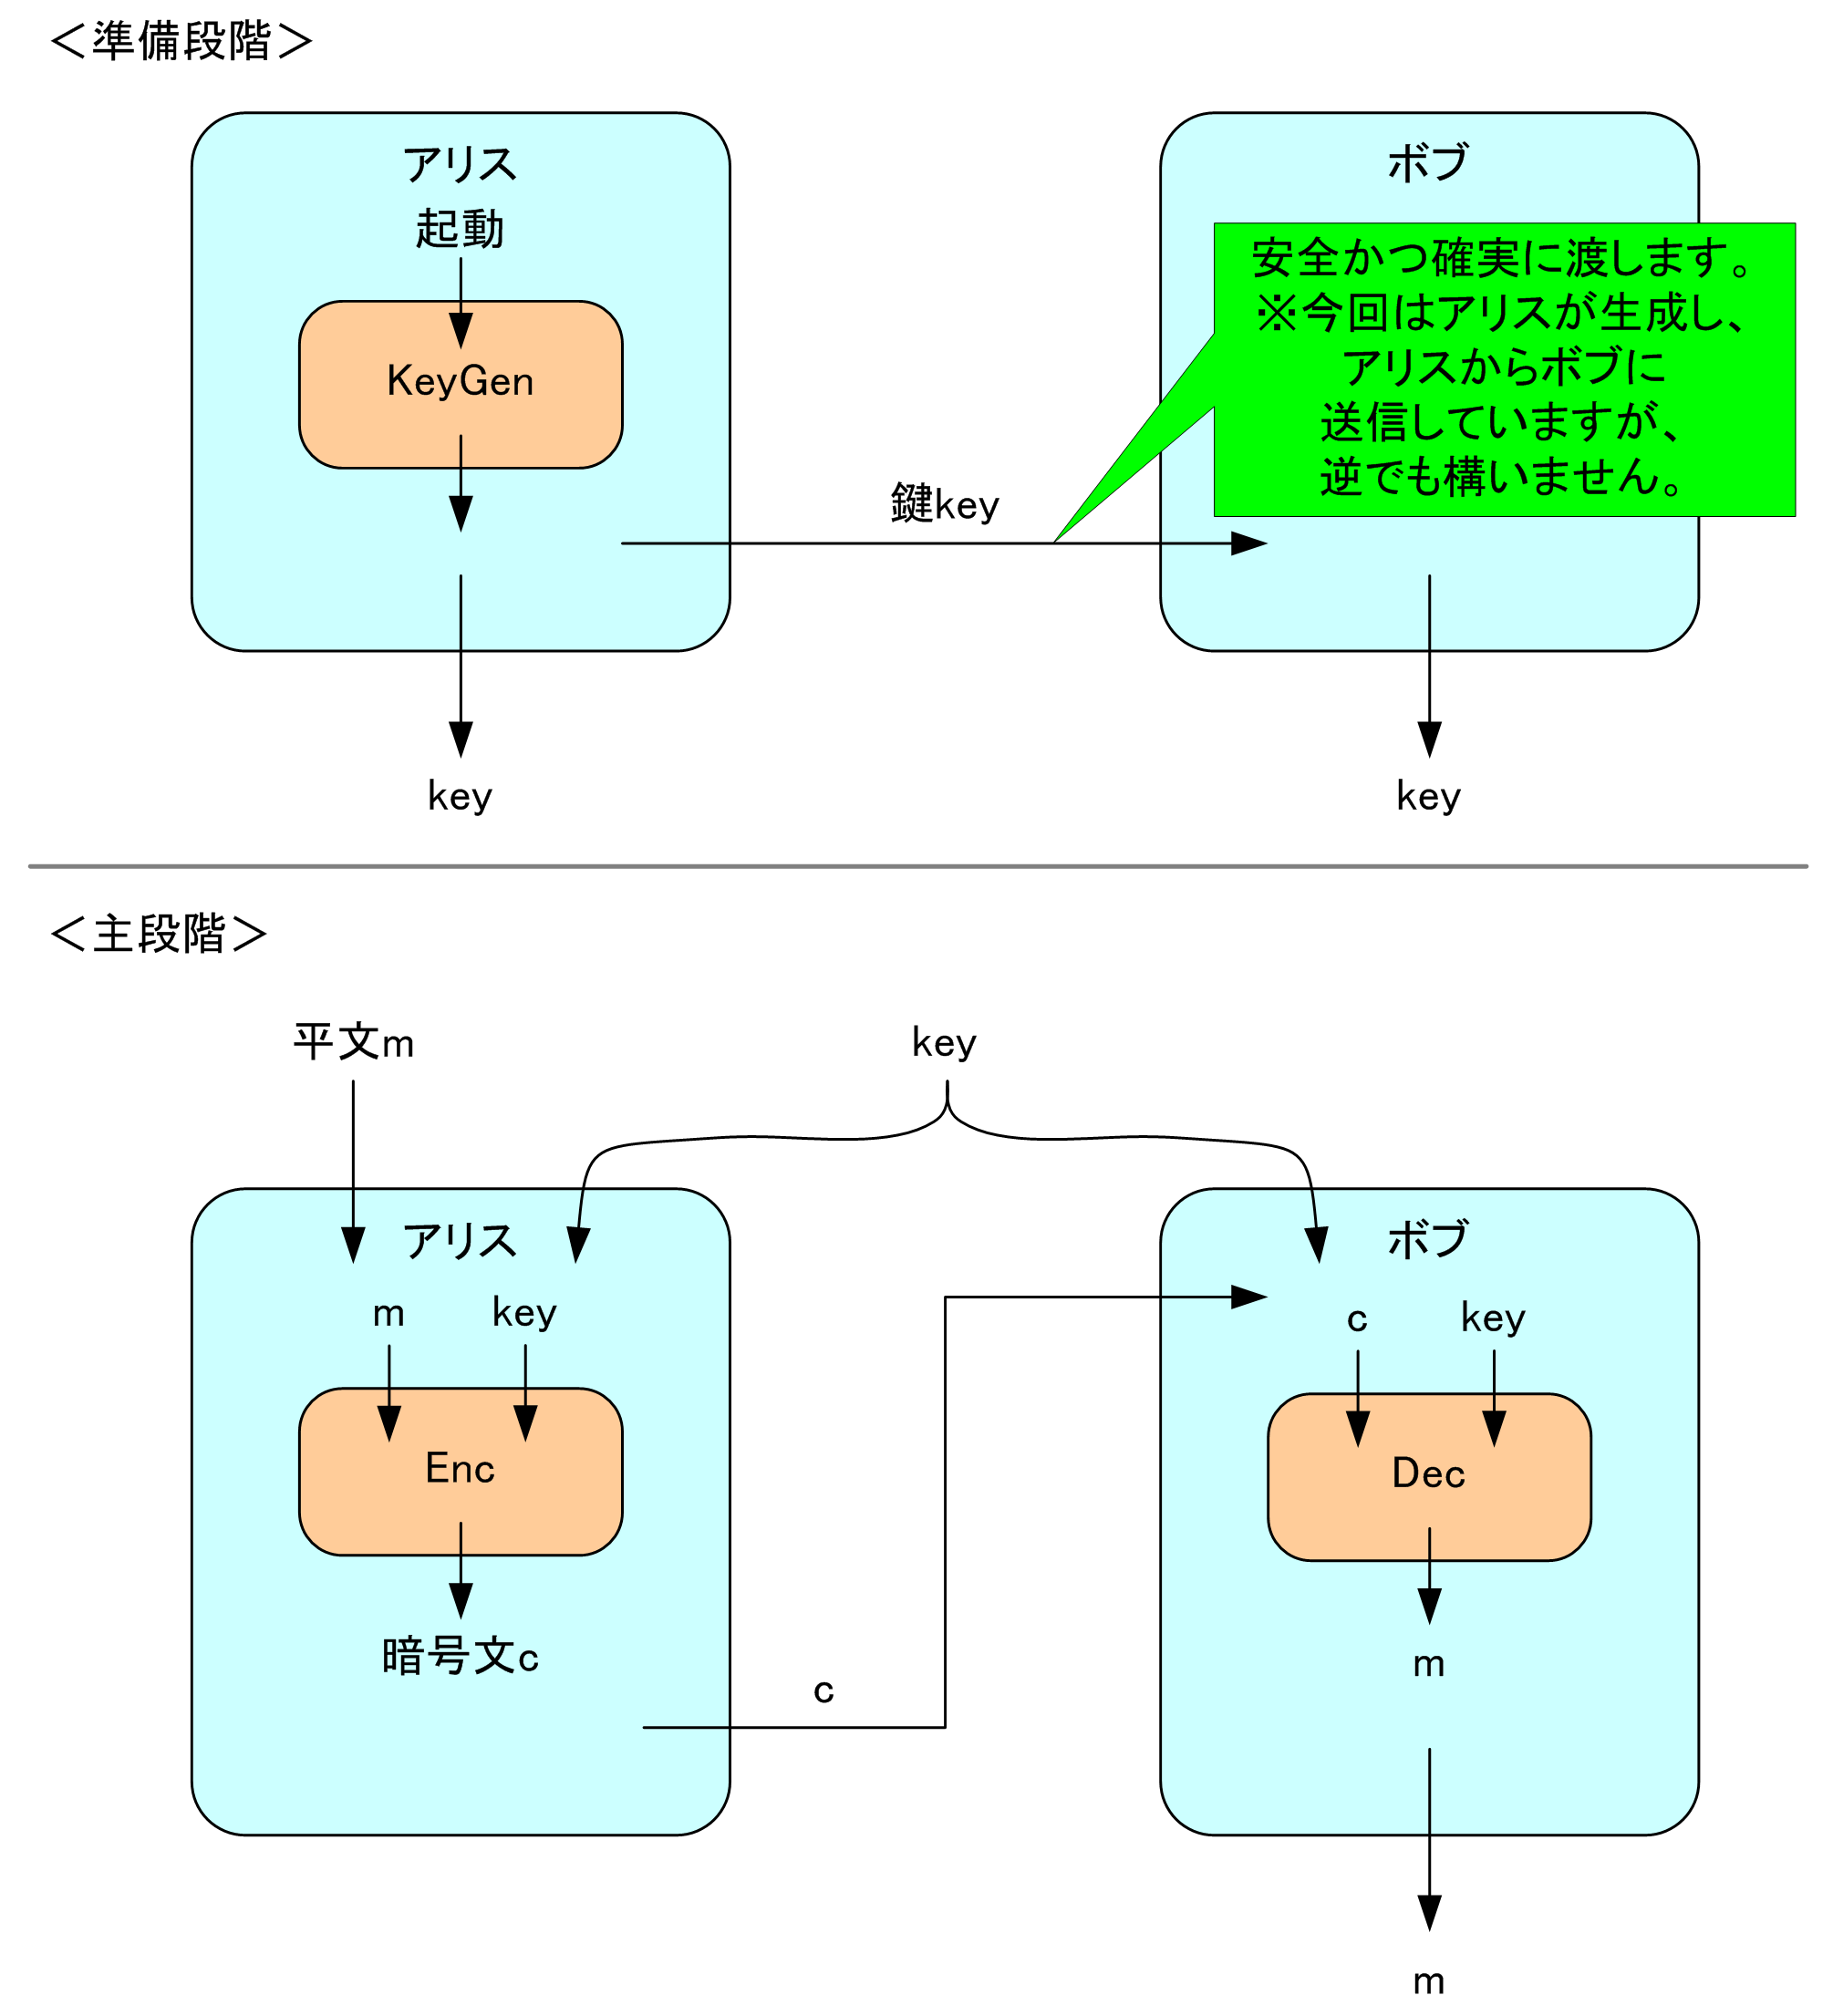 ＜準備段階＞
アリス
起動
KeyGen
ボブ
安全かつ確実に渡します。
※今回はアリスが生成し、
アリスからボブに
送信していますが、
逆でも構いません。
鍵key
key
key
＜主段階＞
平文m
key
アリス
m
key
Enc
暗号文c
c
ボブ
c
key
Dec
m
m